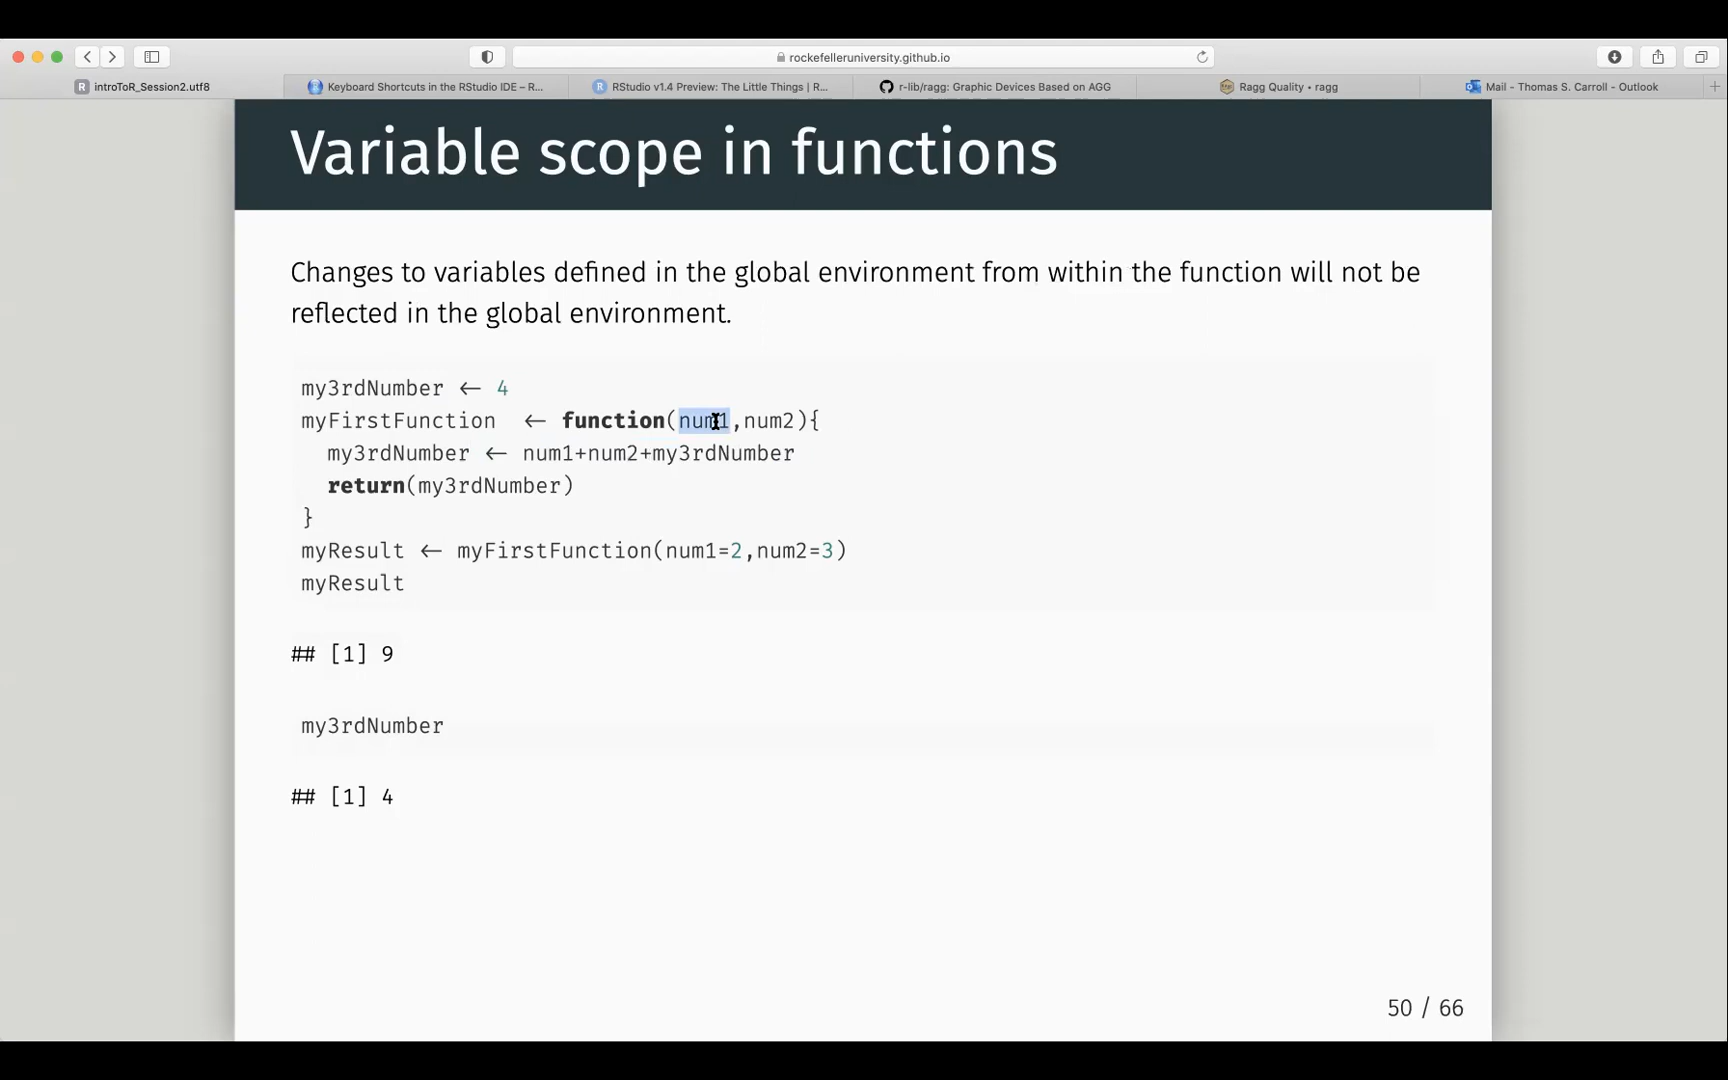 rockefelleruniversity.github.io
introToR_Session2.utf8
Keyboard Shortcuts in the RStudio IDE – R...
RStudio v1.4 Preview: The Little Things | R...
r-lib/ragg: Graphic Devices Based on AGG
Ragg Quality • ragg
Mail - Thomas S. Carroll - Outlook
Variable scope in functions
Changes to variables defined in the global environment from within the function will not be
reflected in the global environment.
my3rdNumber <- 4
myFirstFunction  <- function(num1,num2){
  my3rdNumber <- num1+num2+my3rdNumber
  return(my3rdNumber)
}
myResult <- myFirstFunction(num1=2,num2=3)
myResult
## [1] 9
my3rdNumber
## [1] 4
50 / 66